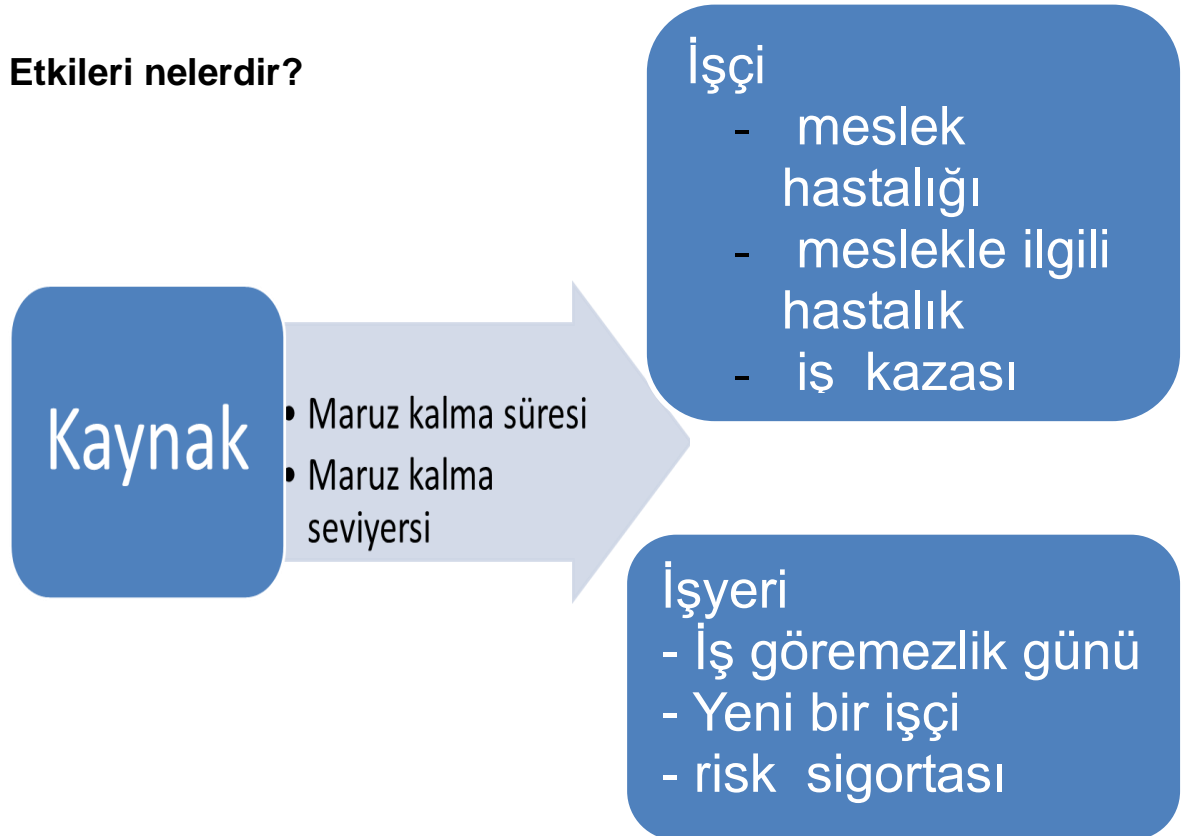 Etkileri nelerdir?
Kaynak
• Maruz kalma süresi
• Maruz kalma
seviyersi
İşçi
- meslek
hastalığı
- meslekle ilgili
hastalık
- iş kazası
İşyeri
- İş göremezlik günü
- Yeni bir işçi
- risk sigortası